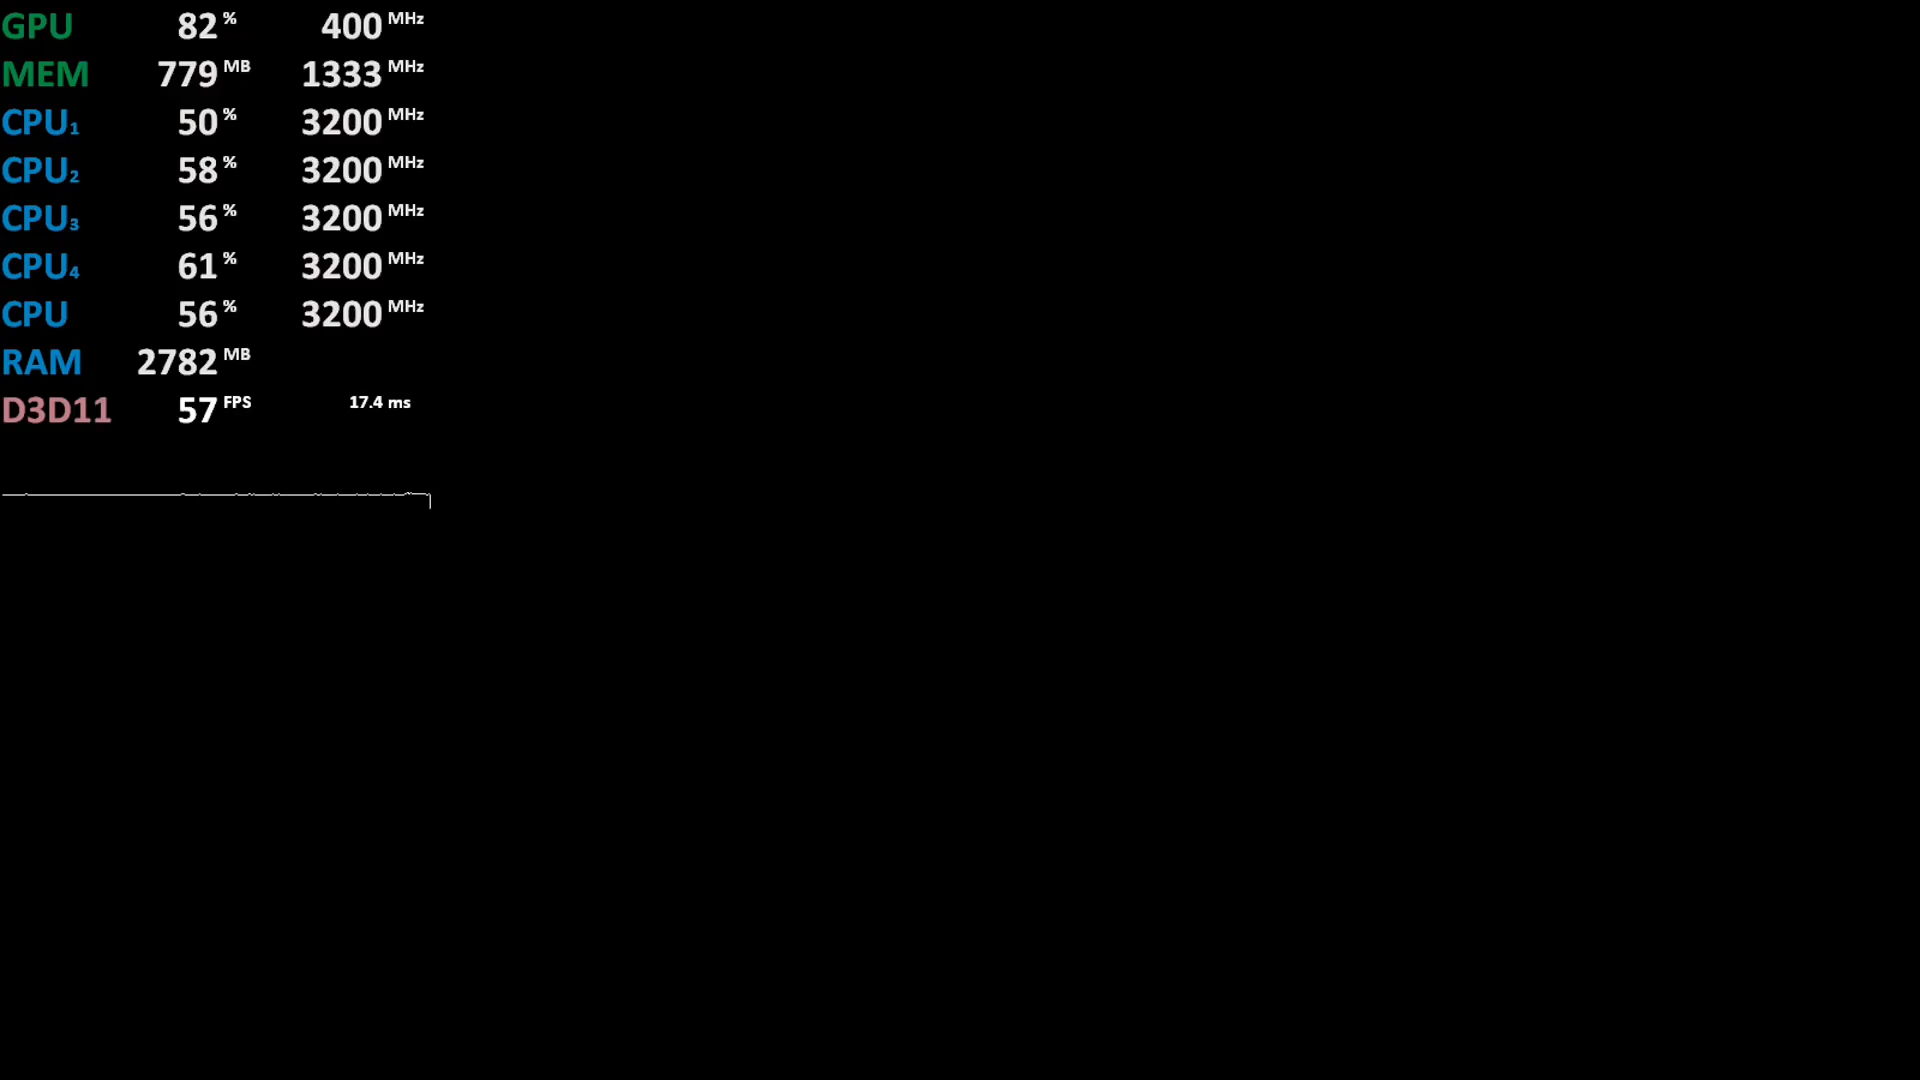 GPU 82 % 400 MHz
MEM 779 MB 1333 MHz
CPU1 50 % 3200 MHz
CPU2 58 % 3200 MHz
CPU3 56 % 3200 MHz
CPU4 61 % 3200 MHz
CPU 56 % 3200 MHz
RAM 2782 MB
D3D11 57 FPS 17.4 ms